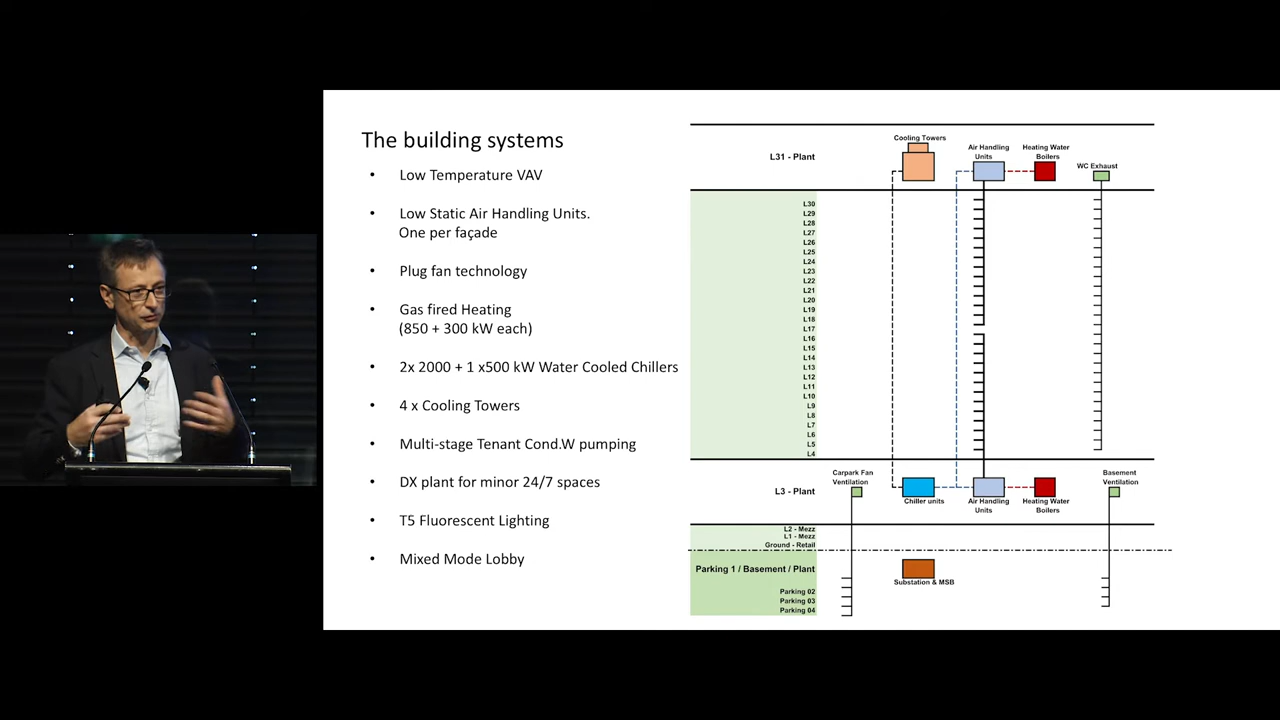 The building systems
• Low Temperature VAV
• Low Static Air Handling Units.
One per façade
• Plug fan technology
• Gas fired Heating
(850 + 300 kW each)
• 2x 2000 + 1 x500 kW Water Cooled Chillers
• 4 x Cooling Towers
• Multi-stage Tenant Cond.W pumping
• DX plant for minor 24/7 spaces
• T5 Fluorescent Lighting
• Mixed Mode Lobby
L31 - Plant
Cooling Towers
Air Handling
Units
Heating Water
Boilers
WC Exhaust
L30
L29
L28
L27
L26
L25
L24
L23
L22
L21
L20
L19
L18
L17
L16
L15
L14
L13
L12
L11
L10
L9
L8
L7
L6
L5
L4
L3 - Plant
Carpark Fan
Ventilation
Chiller units
Air Handling
Units
Heating Water
Boilers
Basement
Ventilation
L2 - Mezz
L1 - Mezz
Ground - Retail
Parking 1 / Basement / Plant
Substation & MSB
Parking 02
Parking 03
Parking 04